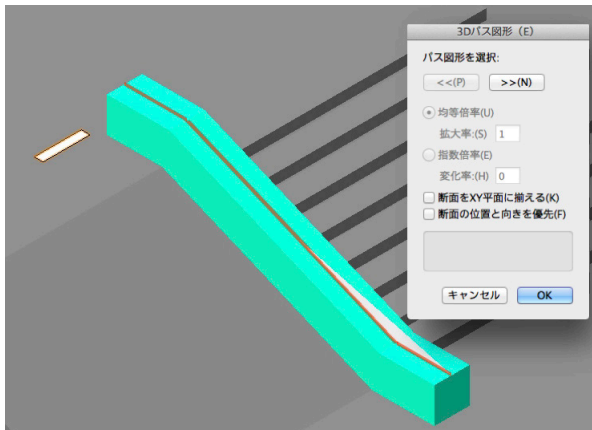 3Dパス図形（E）
パス図形を選択:
<<(P) >>(N)
均等倍率(U)
拡大率:(S) 1
指数倍率(E)
変化率:(H) 0
断面をXY平面に揃える(K)
断面の位置と向きを優先(F)
キャンセル OK